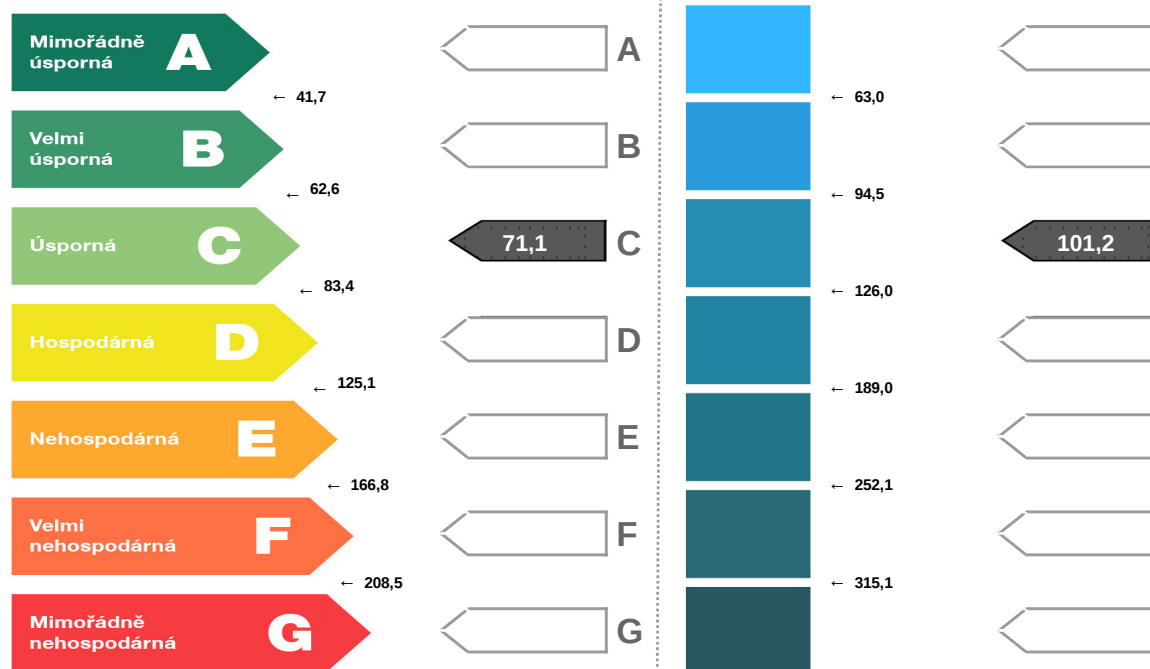 Mimořádně
úsporná
A
A
← 41,7
← 63,0
Velmi
úsporná
B
B
← 62,6
← 94,5
Úsporná
C
71,1
C
101,2
← 83,4
← 126,0
Hospodárná
D
D
← 125,1
← 189,0
Nehospodárná
E
E
← 166,8
← 252,1
Velmi
nehospodárná
F
F
← 208,5
← 315,1
Mimořádně
nehospodárná
G
G